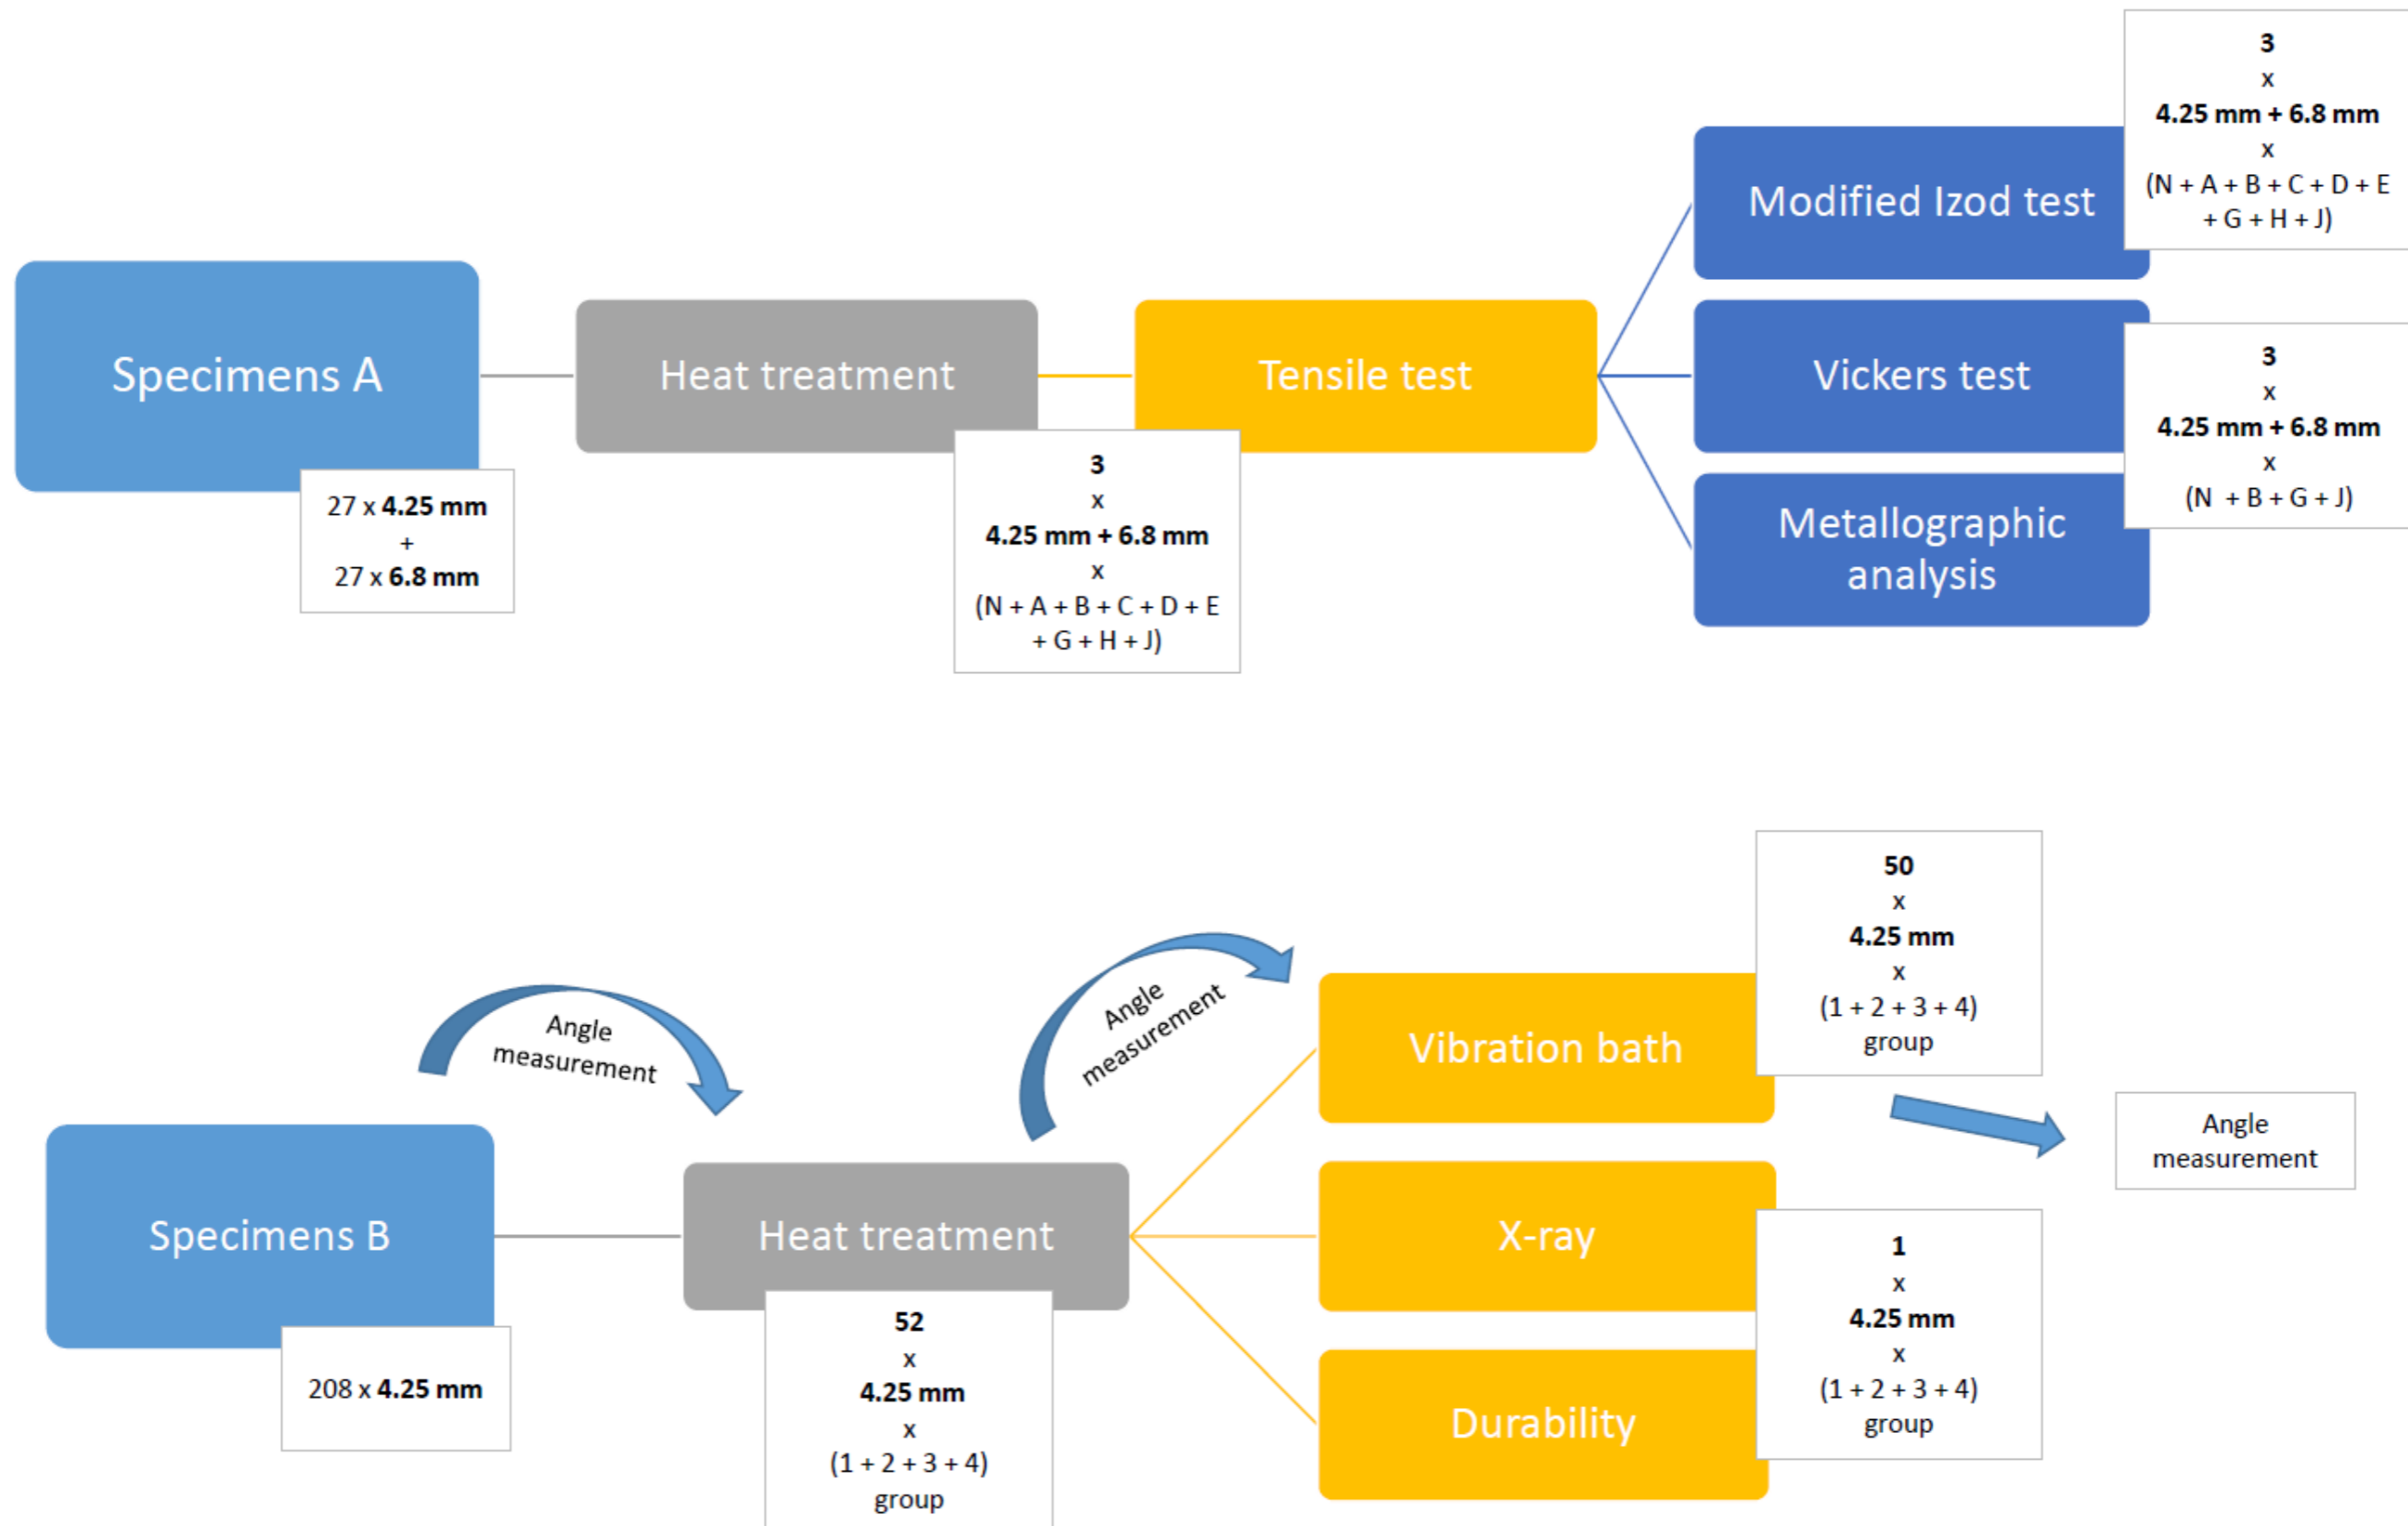 3
x
4.25 mm + 6.8 mm
x
(N + A + B + C + D + E
+ G + H + J)
Modified Izod test
Specimens A
Heat treatment
Tensile test
Vickers test
3
x
4.25 mm + 6.8 mm
x
(N + B + G + J)
27 x 4.25 mm
+
27 x 6.8 mm
3
x
4.25 mm + 6.8 mm
x
(N + A + B + C + D + E
+ G + H + J)
Metallographic
analysis
50
x
4.25 mm
x
(1 + 2 + 3 + 4)
group
Angle
measurement
Angle
measurement
Vibration bath
Angle
measurement
Specimens B
Heat treatment
X-ray
1
x
4.25 mm
x
(1 + 2 + 3 + 4)
group
208 x 4.25 mm
52
x
4.25 mm
x
(1 + 2 + 3 + 4)
group
Durability